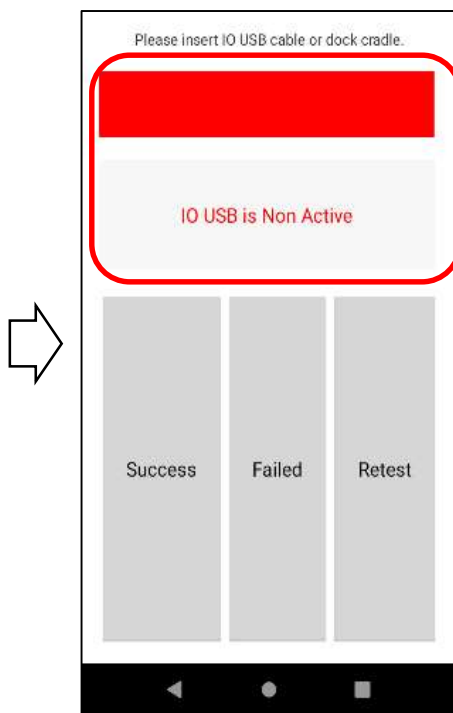 Please insert IO USB cable or dock cradle.
IO USB is Non Active
Success Failed Retest